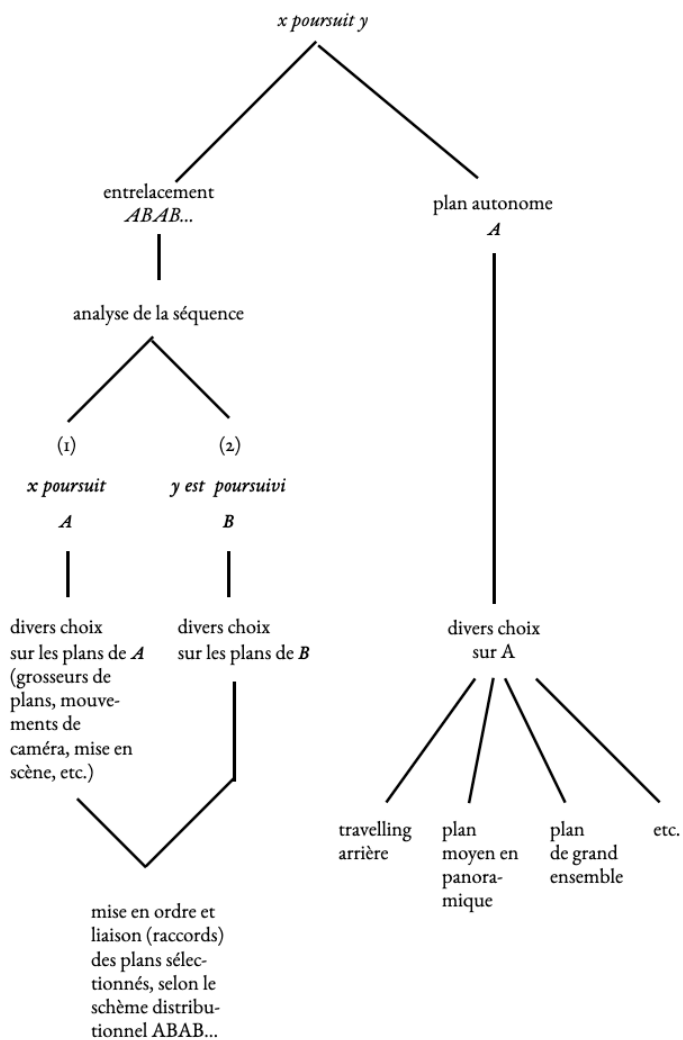 x poursuit y
entrelacement
ABAB...
plan autonome
A
analyse de la séquence
(1)
x poursuit
A
(2)
y est poursuivi
B
divers choix
sur les plans de A
(grosseurs de
plans, mouve-
ments de
caméra, mise en
scène, etc.)
divers choix
sur les plans de B
mise en ordre et
liaison (raccords)
des plans sélec-
tionnés, selon le
schème distribu-
tionnel ABAB...
divers choix
sur A
travelling
arrière
plan
moyen en
panora-
mique
plan
de grand
ensemble
etc.